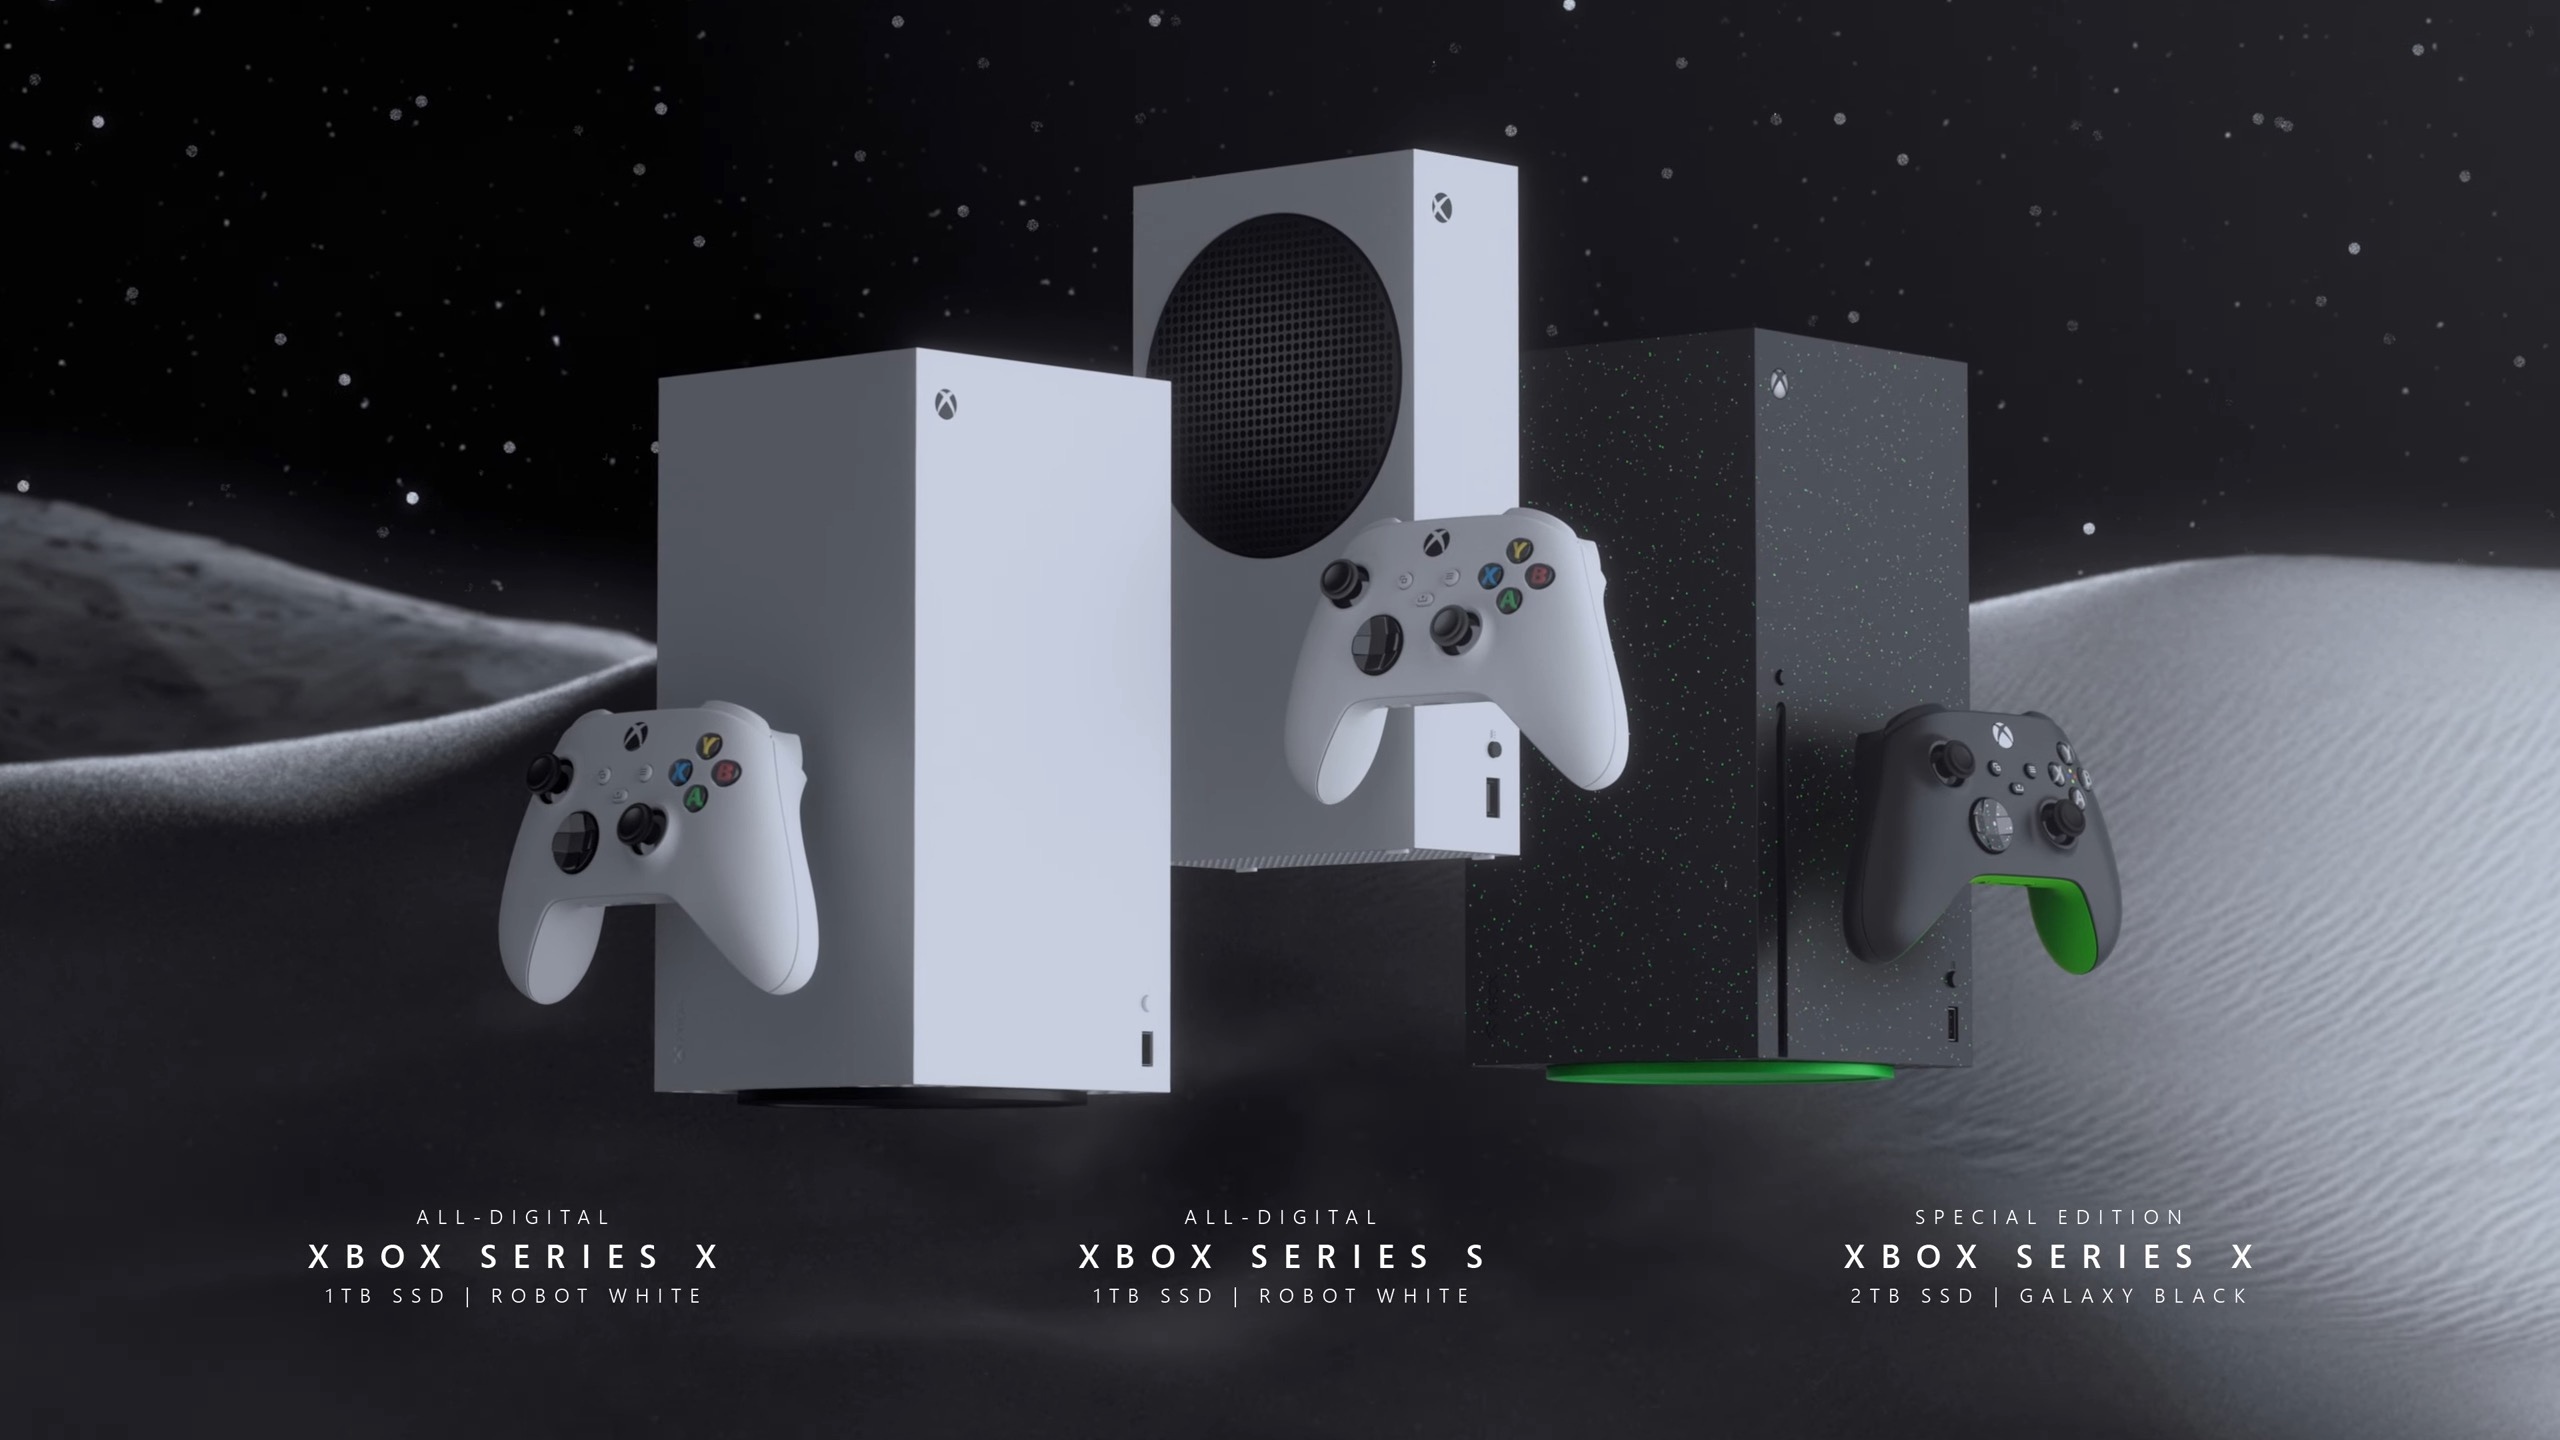 ALL-DIGITAL
XBOX SERIES X
1TB SSD | ROBOT WHITE
ALL-DIGITAL
XBOX SERIES S
1TB SSD | ROBOT WHITE
SPECIAL EDITION
XBOX SERIES X
2TB SSD | GALAXY BLACK
Y
X
B
A
Y
X
B
A
Y
X
B
A